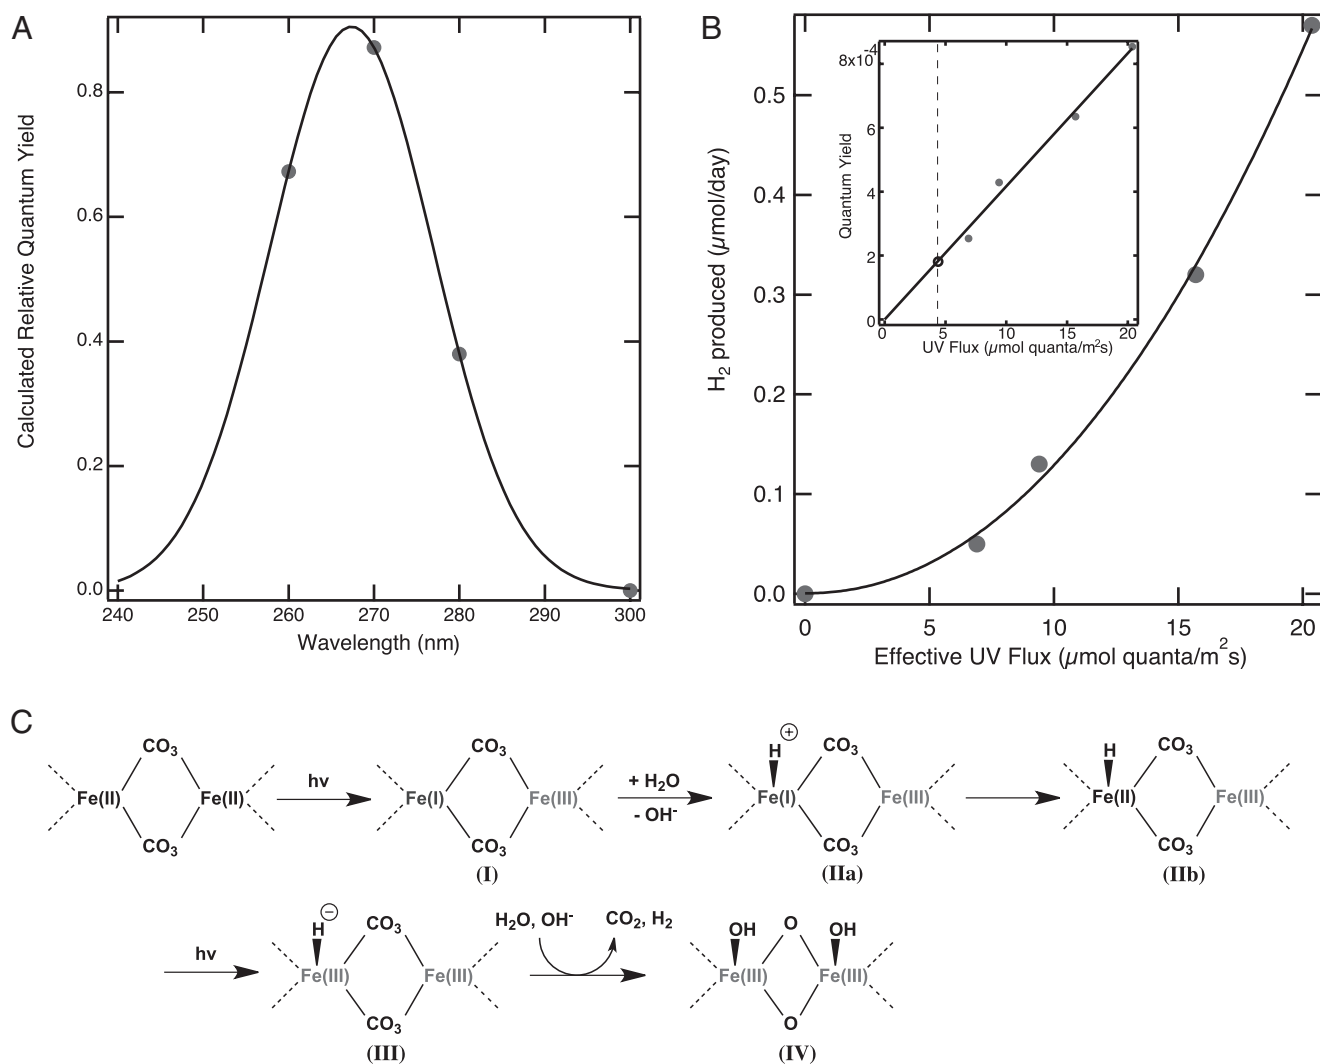 A
Calculated Relative Quantum Yield
0.8
0.6
0.4
0.2
0.0
240 250 260 270 280 290 300
Wavelength (nm)
B
H2 produced (µmol/day)
0.5
0.4
0.3
0.2
0.1
0.0
0 5 10 15 20
Effective UV Flux (µmol quanta/m²s)
Quantum Yield
8x10⁻⁴
6
4
2
0
0 5 10 15 20
UV Flux (µmol quanta/m²s)
C
CO3 CO3 CO3 CO3
Fe(II) Fe(II) hν Fe(I) Fe(III) + H2O - OH⁻ H ⊕ Fe(I) Fe(III) H Fe(II) Fe(III)
CO3 CO3 CO3 CO3
(I) (IIa) (IIb)
hν H ⊖ CO3 H2O, OH⁻ CO2, H2 OH O OH
Fe(III) Fe(III) Fe(III) Fe(III)
CO3 O
(III) (IV)